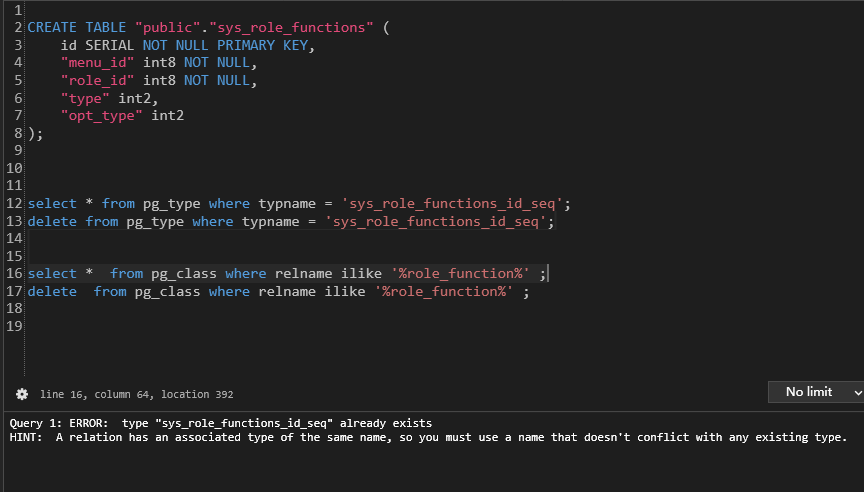 1
2 CREATE TABLE "public"."sys_role_functions" (
3     id SERIAL NOT NULL PRIMARY KEY,
4     "menu_id" int8 NOT NULL,
5     "role_id" int8 NOT NULL,
6     "type" int2,
7     "opt_type" int2
8 );
9
10
11
12 select * from pg_type where typname = 'sys_role_functions_id_seq';
13 delete from pg_type where typname = 'sys_role_functions_id_seq';
14
15
16 select *  from pg_class where relname ilike '%role_function%' ;
17 delete  from pg_class where relname ilike '%role_function%' ;
18
19
line 16, column 64, location 392
No limit
Query 1: ERROR:  type "sys_role_functions_id_seq" already exists
HINT:  A relation has an associated type of the same name, so you must use a name that doesn't conflict with any existing type.